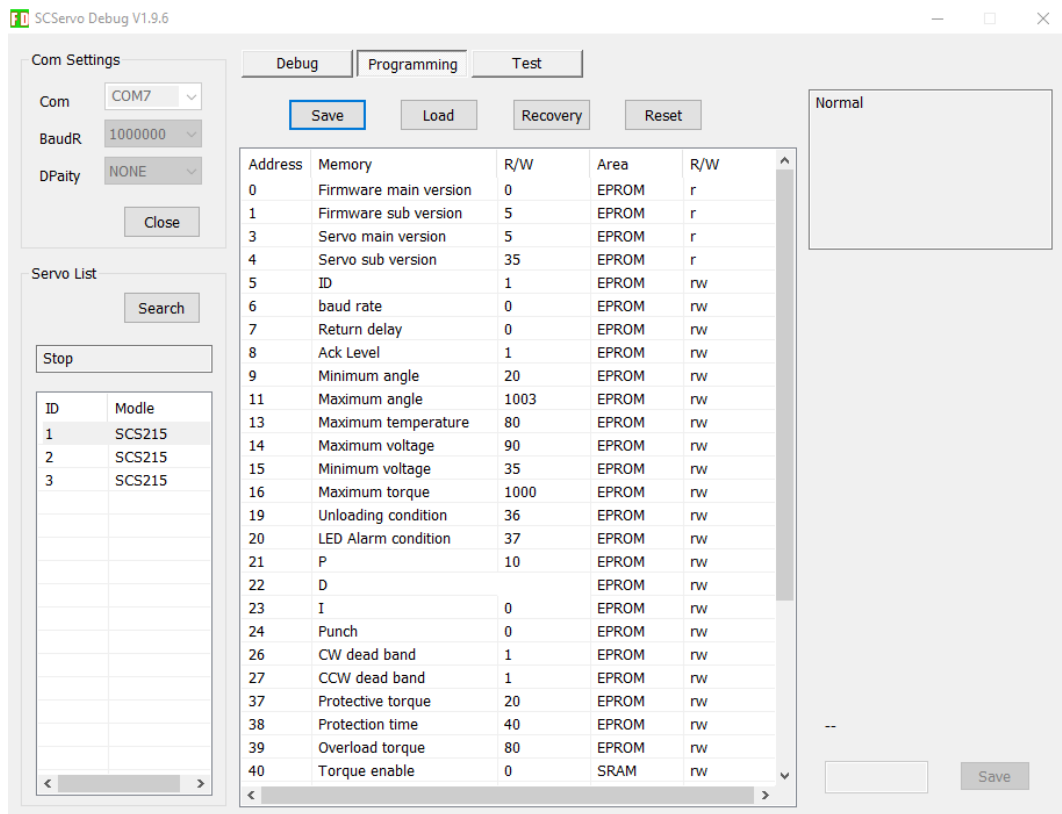 FD SCServo Debug V1.9.6
Com Settings
Com COM7
BaudR 1000000
DPaity NONE
Close
Servo List
Search
Stop
ID Modle
1 SCS215
2 SCS215
3 SCS215
Debug Programming Test
Save Load Recovery Reset
Address Memory R/W Area R/W
0 Firmware main version 0 EPROM r
1 Firmware sub version 5 EPROM r
3 Servo main version 5 EPROM r
4 Servo sub version 35 EPROM r
5 ID 1 EPROM rw
6 baud rate 0 EPROM rw
7 Return delay 0 EPROM rw
8 Ack Level 1 EPROM rw
9 Minimum angle 20 EPROM rw
11 Maximum angle 1003 EPROM rw
13 Maximum temperature 80 EPROM rw
14 Maximum voltage 90 EPROM rw
15 Minimum voltage 35 EPROM rw
16 Maximum torque 1000 EPROM rw
19 Unloading condition 36 EPROM rw
20 LED Alarm condition 37 EPROM rw
21 P 10 EPROM rw
22 D EPROM rw
23 I 0 EPROM rw
24 Punch 0 EPROM rw
26 CW dead band 1 EPROM rw
27 CCW dead band 1 EPROM rw
37 Protective torque 20 EPROM rw
38 Protection time 40 EPROM rw
39 Overload torque 80 EPROM rw
40 Torque enable 0 SRAM rw
Normal
--
Save